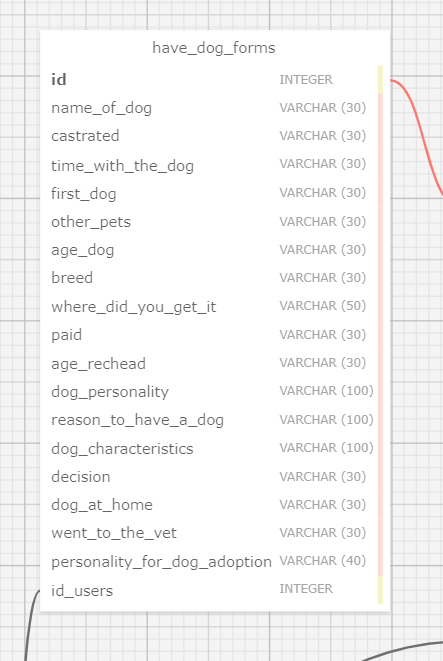 have_dog_forms
id INTEGER
name_of_dog VARCHAR (30)
castrated VARCHAR (30)
time_with_the_dog VARCHAR (30)
first_dog VARCHAR (30)
other_pets VARCHAR (30)
age_dog VARCHAR (30)
breed VARCHAR (30)
where_did_you_get_it VARCHAR (50)
paid VARCHAR (30)
age_rechead VARCHAR (30)
dog_personality VARCHAR (100)
reason_to_have_a_dog VARCHAR (100)
dog_characteristics VARCHAR (100)
decision VARCHAR (30)
dog_at_home VARCHAR (30)
went_to_the_vet VARCHAR (30)
personality_for_dog_adoption VARCHAR (40)
id_users INTEGER